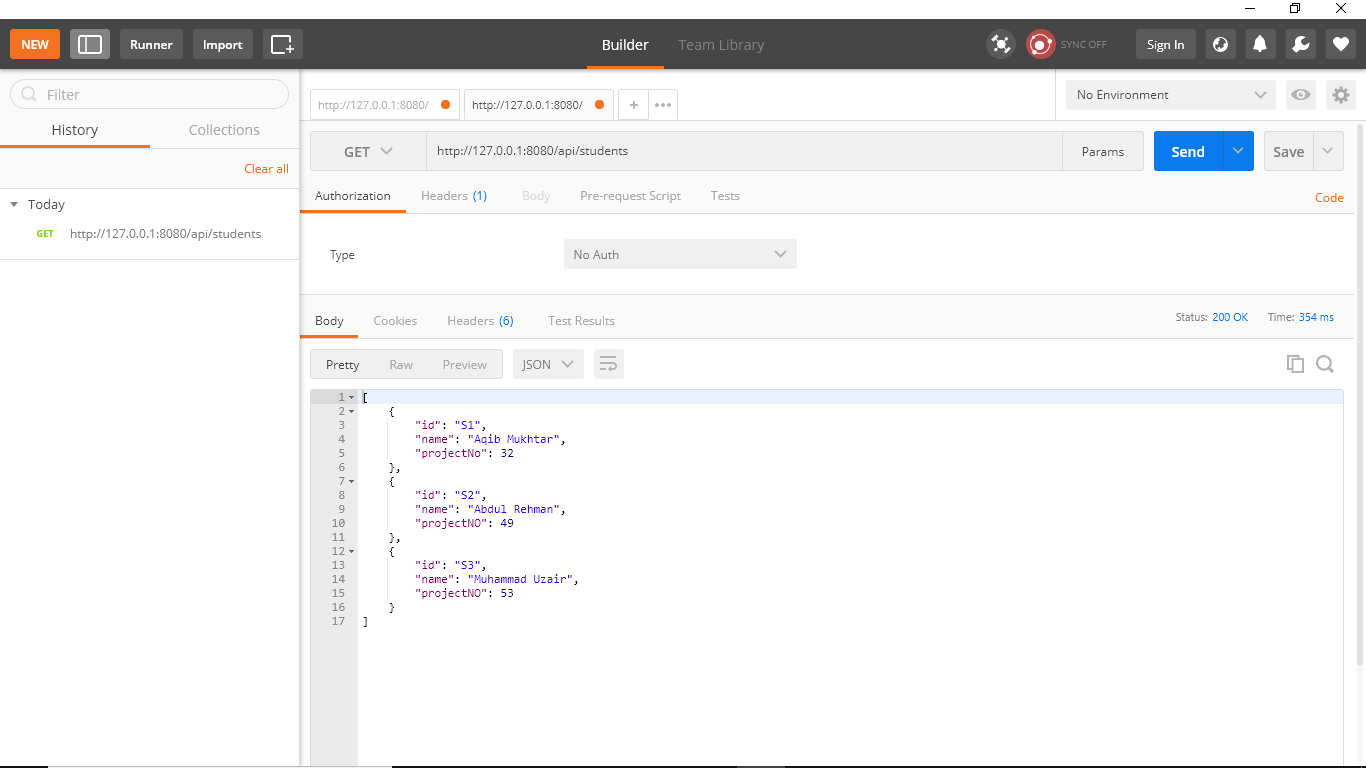 NEW Runner Import Builder Team Library SYNC OFF Sign In
Filter
History Collections
Clear all
Today
GET http://127.0.0.1:8080/api/students
http://127.0.0.1:8080/ http://127.0.0.1:8080/ + •••
No Environment
GET http://127.0.0.1:8080/api/students Params Send Save
Authorization Headers (1) Body Pre-request Script Tests Code
Type No Auth
Body Cookies Headers (6) Test Results Status: 200 OK Time: 354 ms
Pretty Raw Preview JSON
1 [
2 {
3 "id": "S1",
4 "name": "Aqib Mukhtar",
5 "projectNo": 32
6 },
7 {
8 "id": "S2",
9 "name": "Abdul Rehman",
10 "projectNO": 49
11 },
12 {
13 "id": "S3",
14 "name": "Muhammad Uzair",
15 "projectNO": 53
16 }
17 ]